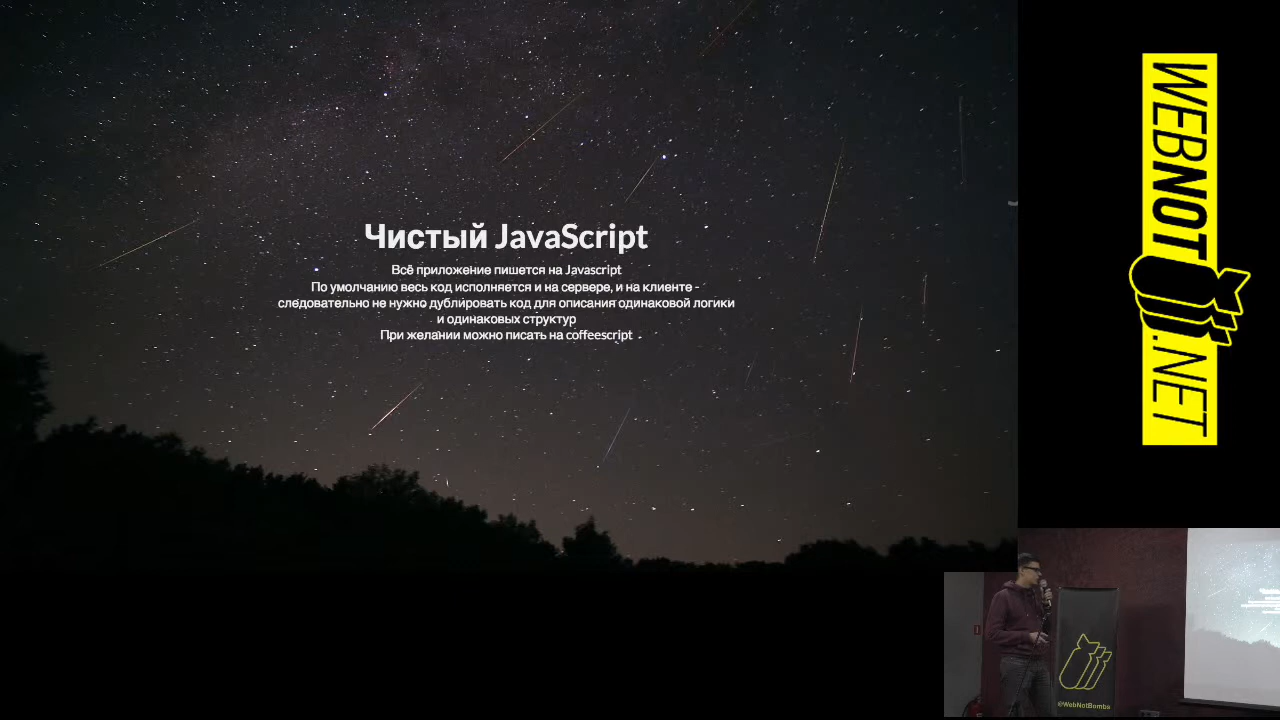 Чистый JavaScript
Всё приложение пишется на Javascript
По умолчанию весь код исполняется и на сервере, и на клиенте -
следовательно не нужно дублировать код для описания одинаковой логики
и одинаковых структур
При желании можно писать на coffeescript
WEBNOT.NET
@WebNotBombs